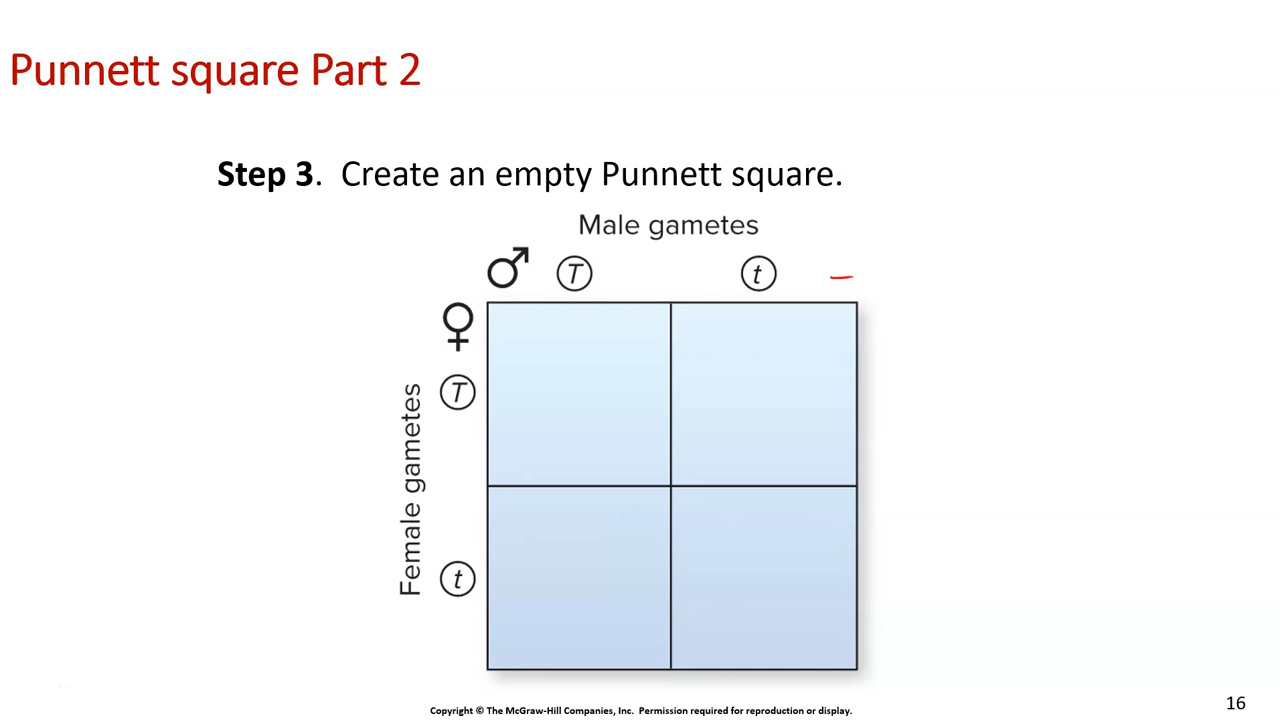 Punnett square Part 2
Step 3. Create an empty Punnett square.
Male gametes
♂ T t
♀
T
Female gametes
t
Copyright © The McGraw-Hill Companies, Inc. Permission required for reproduction or display.
16